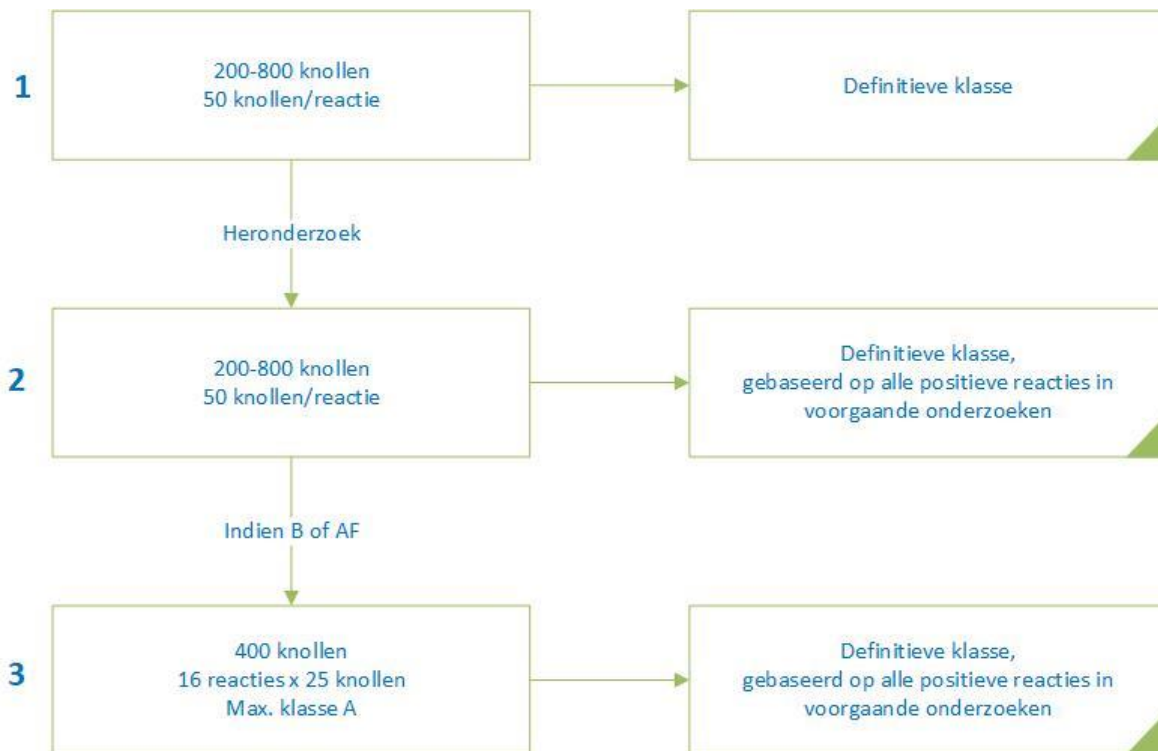 1
200-800 knollen
50 knollen/reactie
Definitieve klasse
Heronderzoek
2
200-800 knollen
50 knollen/reactie
Definitieve klasse,
gebaseerd op alle positieve reacties in
voorgaande onderzoeken
Indien B of AF
3
400 knollen
16 reacties x 25 knollen
Max. klasse A
Definitieve klasse,
gebaseerd op alle positieve reacties in
voorgaande onderzoeken